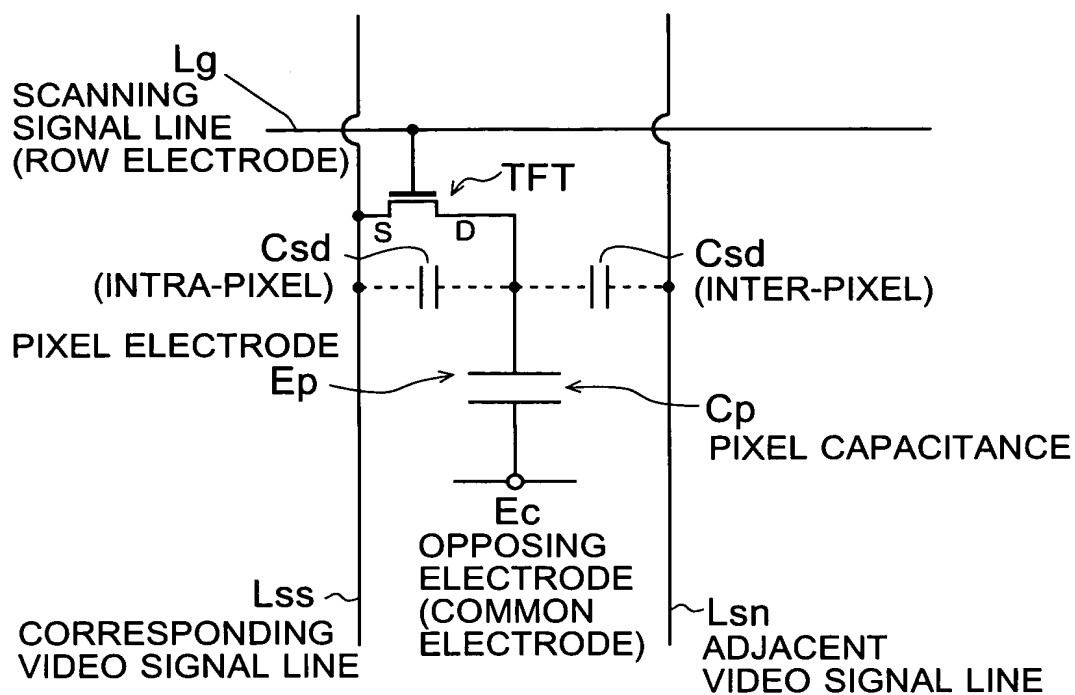 Lg
SCANNING
SIGNAL LINE
(ROW ELECTRODE)
TFT
S
D
Csd
(INTRA-PIXEL)
Csd
(INTER-PIXEL)
PIXEL ELECTRODE
Ep
Cp
PIXEL CAPACITANCE
Ec
OPPOSING
ELECTRODE
(COMMON
ELECTRODE)
Lss
CORRESPONDING
VIDEO SIGNAL LINE
Lsn
ADJACENT
VIDEO SIGNAL LINE